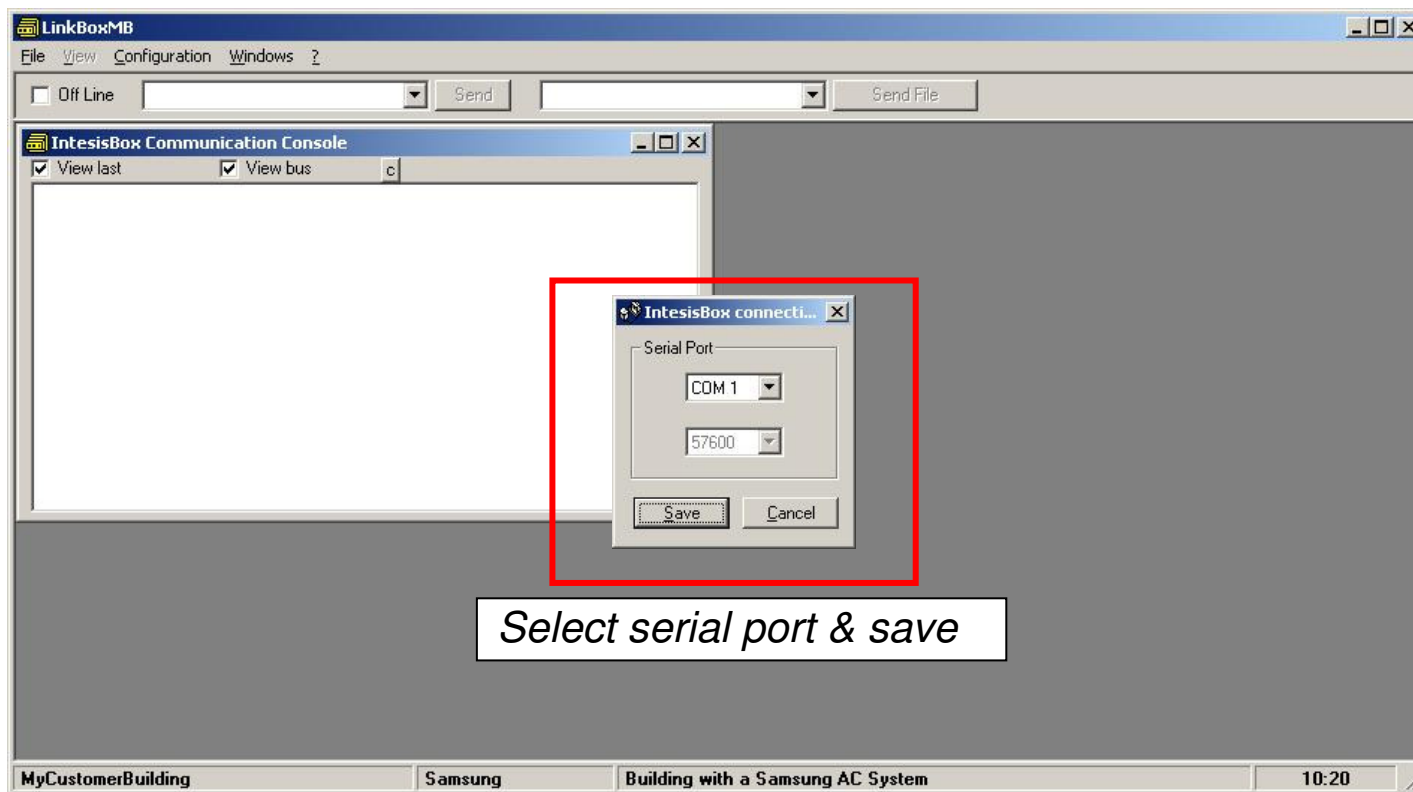 LinkBoxMB
File View Configuration Windows ?
Off Line Send Send File
IntesisBox Communication Console
View last View bus c
IntesisBox connecti...
Serial Port
COM 1
57600
Save Cancel
Select serial port & save
MyCustomerBuilding Samsung Building with a Samsung AC System 10:20